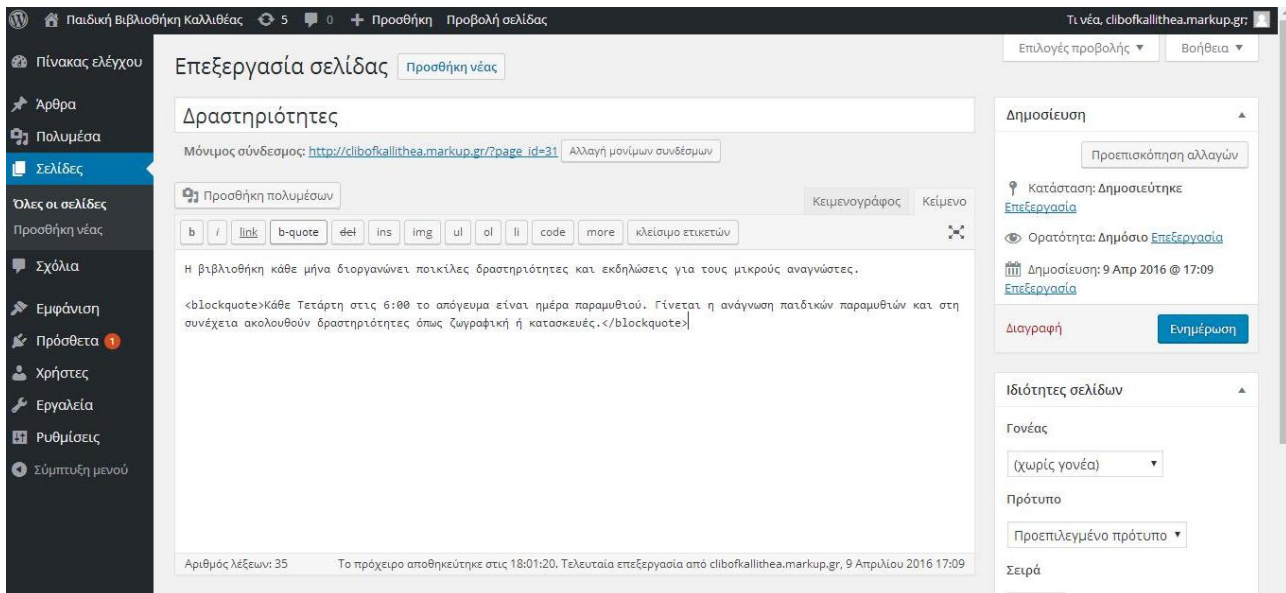 Παιδική Βιβλιοθήκη Καλλιθέας 5 0 + Προσθήκη Προβολή σελίδας Τι νέα, clibofkallithea.markup.gr;
Επιλογές προβολής ▼ Βοήθεια ▼
Πίνακας ελέγχου
Άρθρα
Πολυμέσα
Σελίδες
Όλες οι σελίδες
Προσθήκη νέας
Σχόλια
Εμφάνιση
Πρόσθετα 1
Χρήστες
Εργαλεία
Ρυθμίσεις
Σύμπτυξη μενού
Επεξεργασία σελίδας Προσθήκη νέας
Δραστηριότητες
Μόνιμος σύνδεσμος: http://clibofkallithea.markup.gr/?page_id=31 Αλλαγή μονίμων συνδέσμων
Προσθήκη πολυμέσων Κειμενογράφος Κείμενο
b i link b-quote del ins img ul ol li code more κλείσιμο ετικετών
Η βιβλιοθήκη κάθε μήνα διοργανώνει ποικίλες δραστηριότητες και εκδηλώσεις για τους μικρούς αναγνώστες.
<blockquote>Κάθε Τετάρτη στις 6:00 το απόγευμα είναι ημέρα παραμυθιού. Γίνεται η ανάγνωση παιδικών παραμυθιών και στη
συνέχεια ακολουθούν δραστηριότητες όπως ζωγραφική ή κατασκευές.</blockquote>
Αριθμός λέξεων: 35 Το πρόχειρο αποθηκεύτηκε στις 18:01:20. Τελευταία επεξεργασία από clibofkallithea.markup.gr, 9 Απριλίου 2016 17:09
Δημοσίευση
Προεπισκόπηση αλλαγών
Κατάσταση: Δημοσιεύτηκε
Επεξεργασία
Ορατότητα: Δημόσιο Επεξεργασία
Δημοσίευση: 9 Απρ 2016 @ 17:09
Επεξεργασία
Διαγραφή Ενημέρωση
Ιδιότητες σελίδων
Γονέας
(χωρίς γονέα)
Πρότυπο
Προεπιλεγμένο πρότυπο
Σειρά